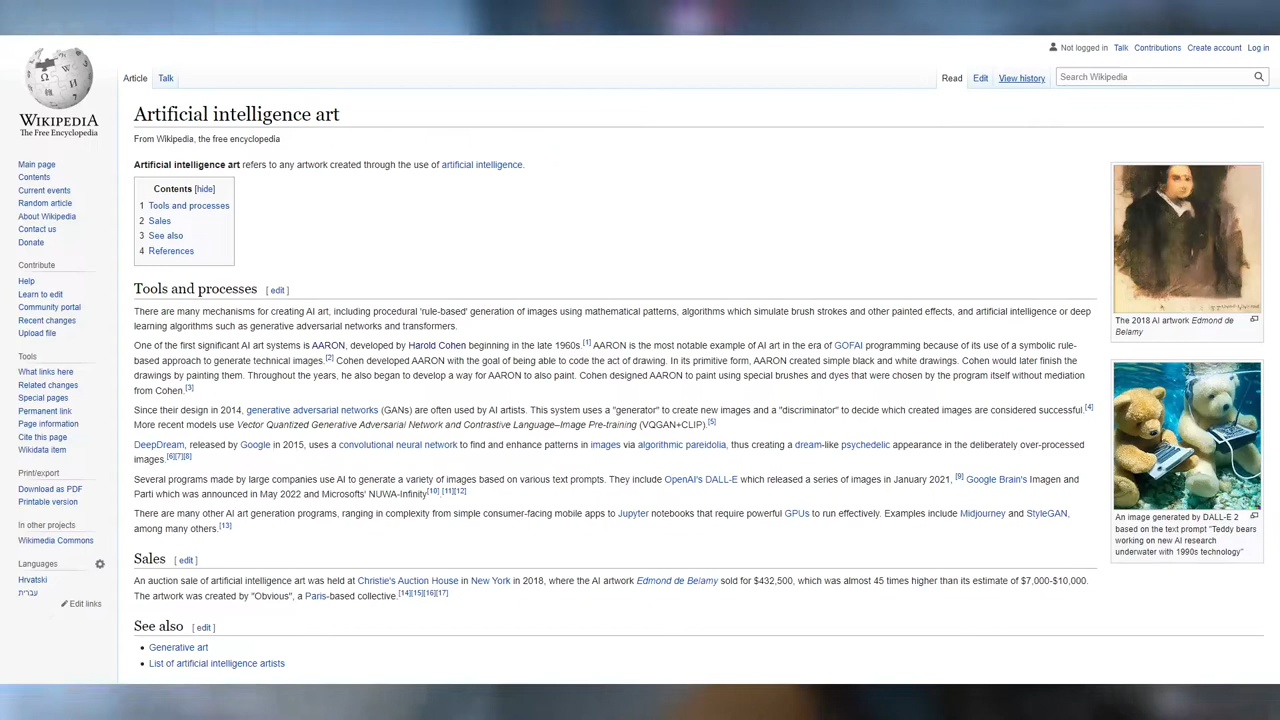 Not logged in Talk Contributions Create account Log in
Article Talk
Read Edit View history Search Wikipedia
WIKIPEDIA
The Free Encyclopedia
Main page
Contents
Current events
Random article
About Wikipedia
Contact us
Donate
Contribute
Help
Learn to edit
Community portal
Recent changes
Upload file
Tools
What links here
Related changes
Special pages
Permanent link
Page information
Cite this page
Wikidata item
Print/export
Download as PDF
Printable version
In other projects
Wikimedia Commons
Languages
Hrvatski
עברית
Edit links
Artificial intelligence art
From Wikipedia, the free encyclopedia
Artificial intelligence art refers to any artwork created through the use of artificial intelligence.
Contents [hide]
1 Tools and processes
2 Sales
3 See also
4 References
Tools and processes [ edit ]
There are many mechanisms for creating AI art, including procedural 'rule-based' generation of images using mathematical patterns, algorithms which simulate brush strokes and other painted effects, and artificial intelligence or deep
learning algorithms such as generative adversarial networks and transformers.
One of the first significant AI art systems is AARON, developed by Harold Cohen beginning in the late 1960s.[1] AARON is the most notable example of AI art in the era of GOFAI programming because of its use of a symbolic rule-
based approach to generate technical images.[2] Cohen developed AARON with the goal of being able to code the act of drawing. In its primitive form, AARON created simple black and white drawings. Cohen would later finish the
drawings by painting them. Throughout the years, he also began to develop a way for AARON to also paint. Cohen designed AARON to paint using special brushes and dyes that were chosen by the program itself without mediation
from Cohen.[3]
Since their design in 2014, generative adversarial networks (GANs) are often used by AI artists. This system uses a "generator" to create new images and a "discriminator" to decide which created images are considered successful.[4]
More recent models use Vector Quantized Generative Adversarial Network and Contrastive Language–Image Pre-training (VQGAN+CLIP).[5]
DeepDream, released by Google in 2015, uses a convolutional neural network to find and enhance patterns in images via algorithmic pareidolia, thus creating a dream-like psychedelic appearance in the deliberately over-processed
images.[6][7][8]
Several programs made by large companies use AI to generate a variety of images based on various text prompts. They include OpenAI's DALL-E which released a series of images in January 2021, [9] Google Brain's Imagen and
Parti which was announced in May 2022 and Microsofts' NUWA-Infinity[10] [11][12]
There are many other AI art generation programs, ranging in complexity from simple consumer-facing mobile apps to Jupyter notebooks that require powerful GPUs to run effectively. Examples include Midjourney and StyleGAN,
among many others.[13]
Sales [ edit ]
An auction sale of artificial intelligence art was held at Christie's Auction House in New York in 2018, where the AI artwork Edmond de Belamy sold for $432,500, which was almost 45 times higher than its estimate of $7,000-$10,000.
The artwork was created by "Obvious", a Paris-based collective.[14][15][16][17]
See also [ edit ]
• Generative art
• List of artificial intelligence artists
The 2018 AI artwork Edmond de
Belamy
An image generated by DALL-E 2
based on the text prompt "Teddy bears
working on new AI research
underwater with 1990s technology"